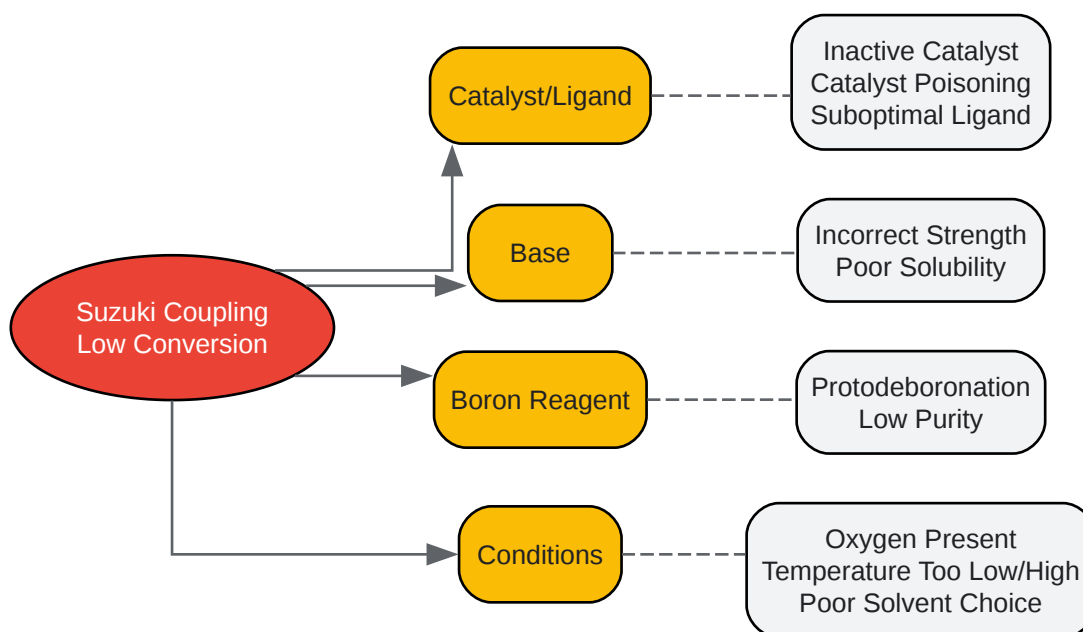 Suzuki Coupling
Low Conversion
Catalyst/Ligand
Inactive Catalyst
Catalyst Poisoning
Suboptimal Ligand
Base
Incorrect Strength
Poor Solubility
Boron Reagent
Protodeboronation
Low Purity
Conditions
Oxygen Present
Temperature Too Low/High
Poor Solvent Choice